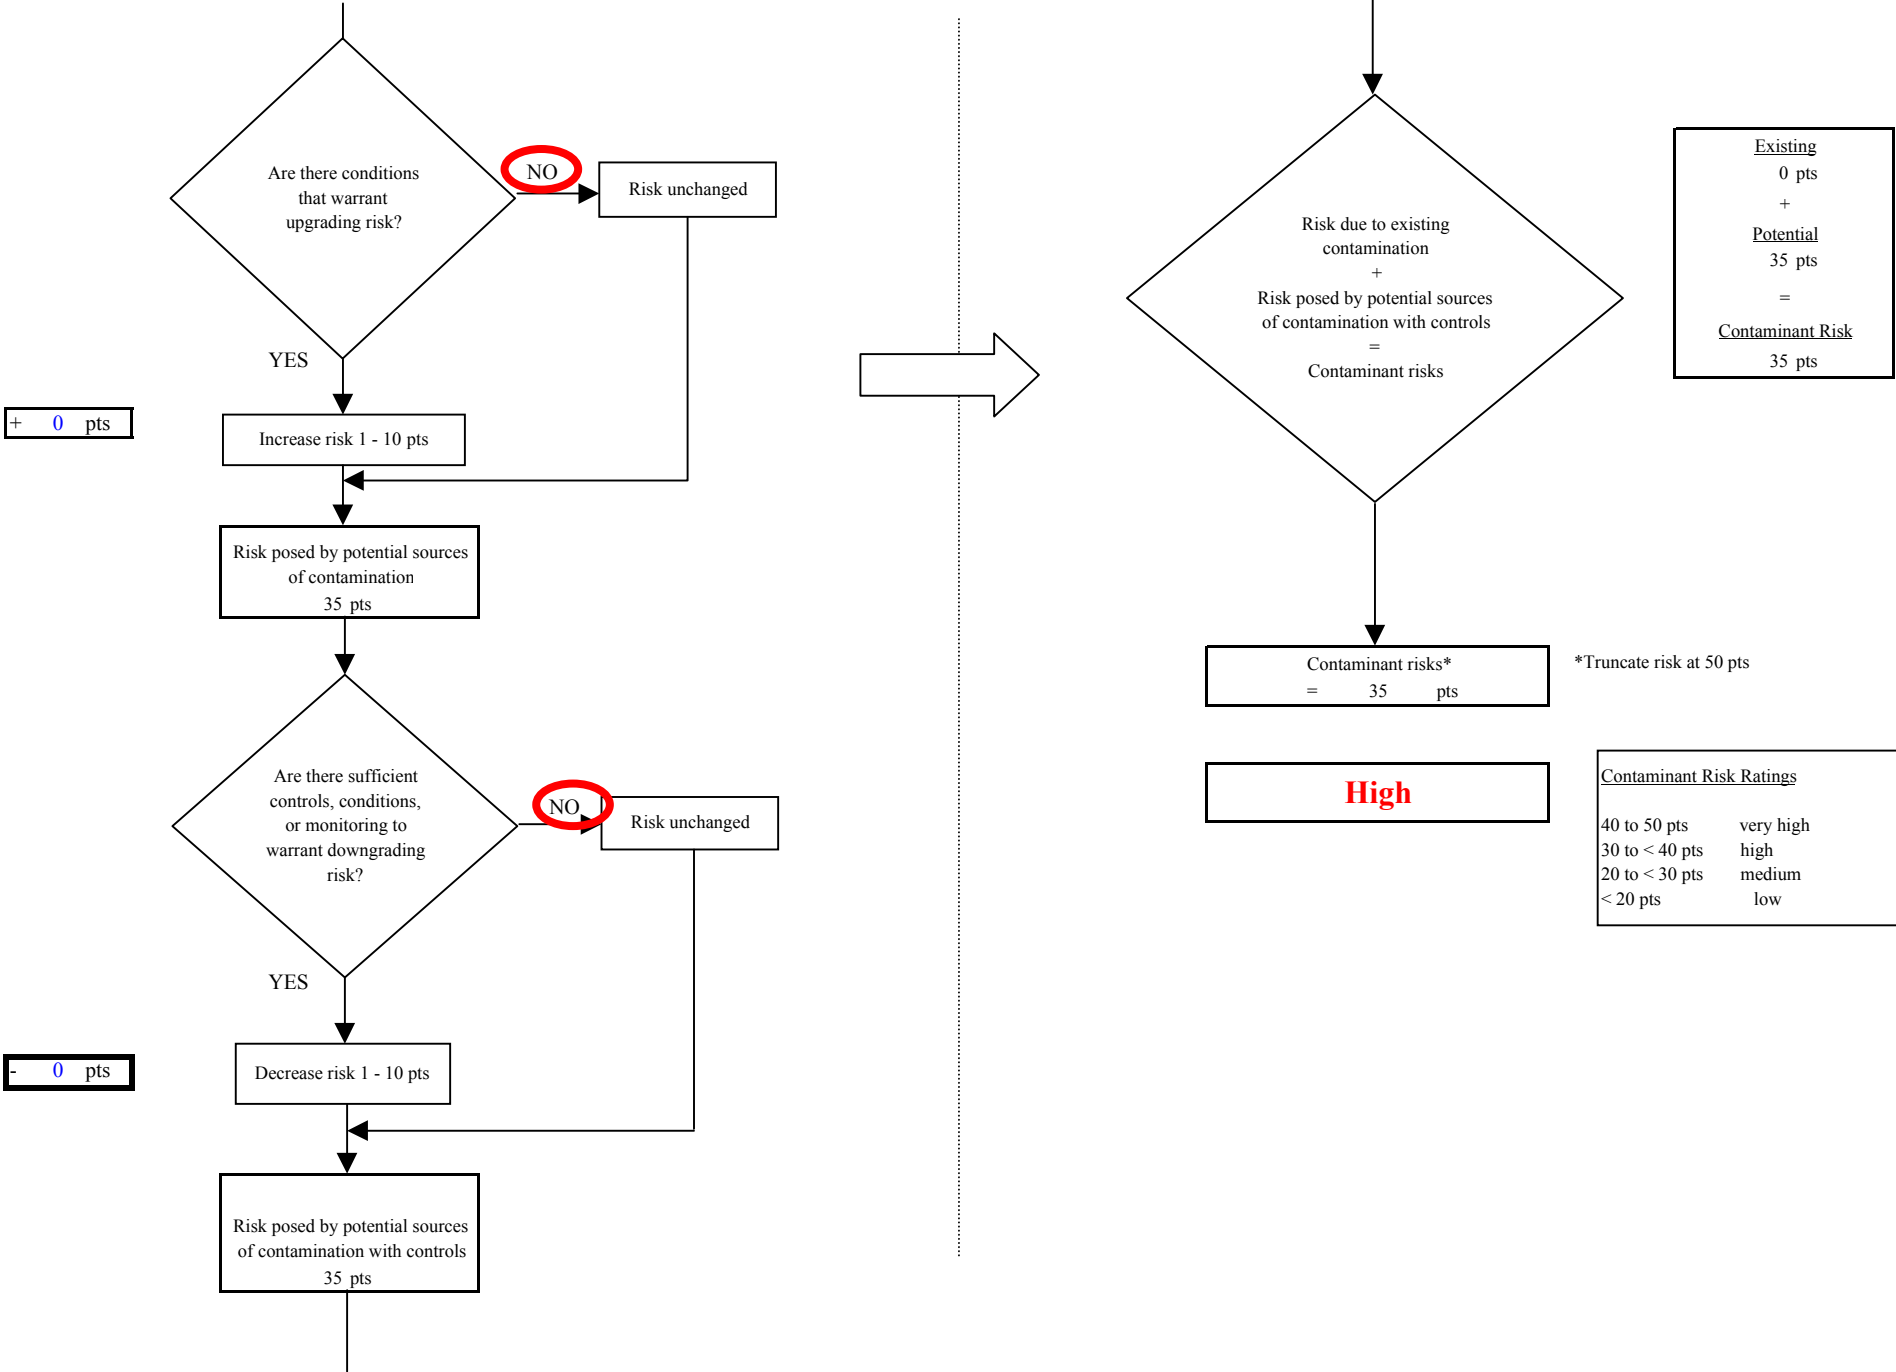 Are there conditions
that warrant
upgrading risk?
NO
Risk unchanged
YES
+ 0 pts
Increase risk 1 - 10 pts
Risk posed by potential sources
of contamination
35 pts
Are there sufficient
controls, conditions,
or monitoring to
warrant downgrading
risk?
NO
Risk unchanged
YES
- 0 pts
Decrease risk 1 - 10 pts
Risk posed by potential sources
of contamination with controls
35 pts
Risk due to existing
contamination
+
Risk posed by potential sources
of contamination with controls
=
Contaminant risks
Existing
0 pts
+
Potential
35 pts
=
Contaminant Risk
35 pts
Contaminant risks*
= 35 pts
*Truncate risk at 50 pts
High
Contaminant Risk Ratings
40 to 50 pts very high
30 to < 40 pts high
20 to < 30 pts medium
< 20 pts low